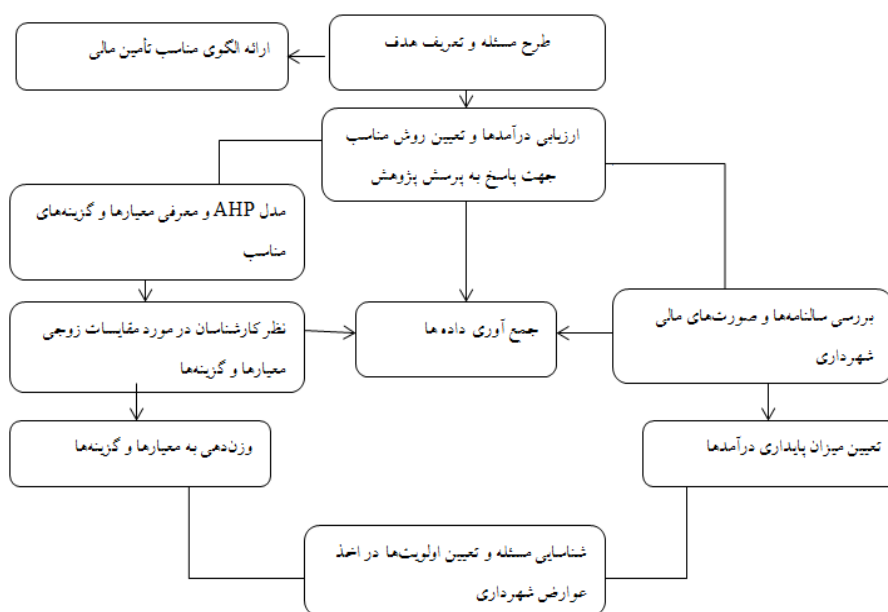 طرح مسئله و تعریف هدف
ارائه الگوی مناسب تأمین مالی
ارزیابی درآمدها و تعیین روش مناسب
جهت پاسخ به پرسش پژوهش
مدل AHP و معرفی معیارها و گزینه‌های
مناسب
بررسی سالنامه‌ها و صورت‌های مالی
شهرداری
جمع آوری داده ها
نظر کارشناسان در مورد مقایسات زوجی
معیارها و گزینه‌ها
تعیین میزان پایداری درآمدها
وزن‌دهی به معیارها و گزینه‌ها
شناسایی مسئله و تعیین اولویت‌ها در اخذ
عوارض شهرداری